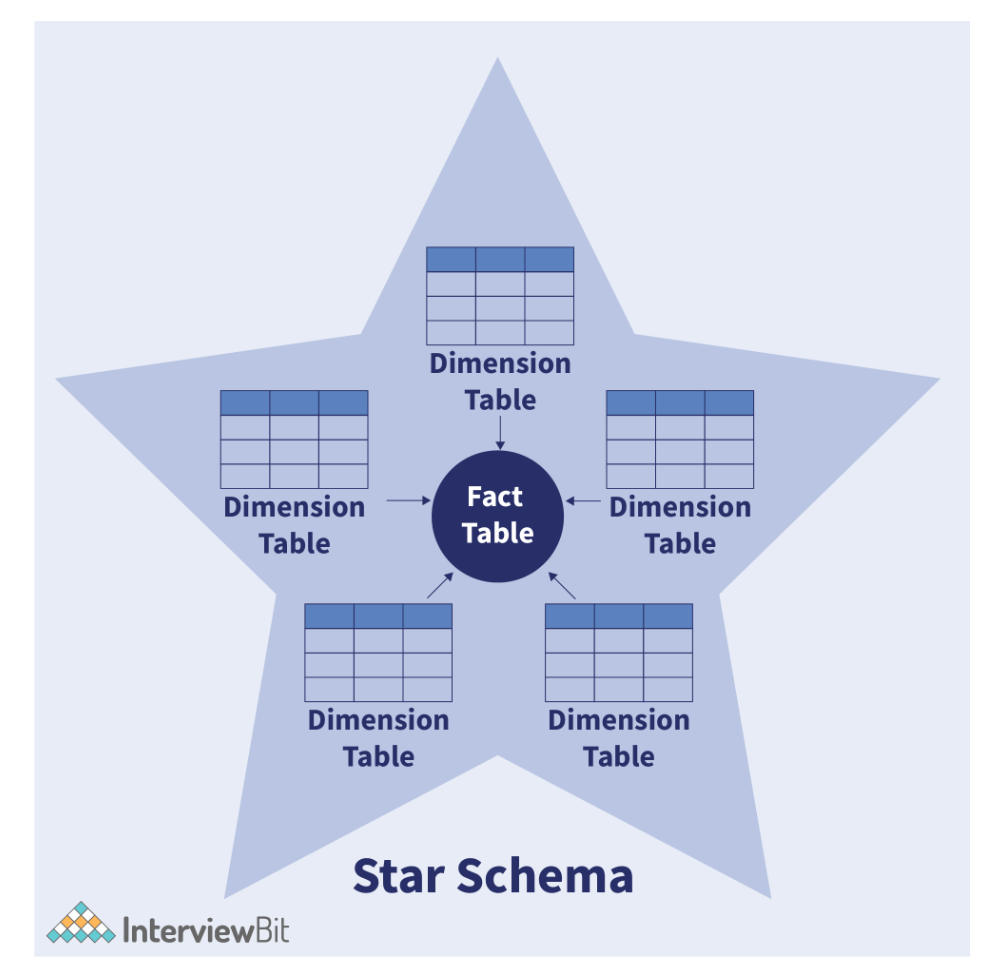 Dimension
Table
Dimension
Table
Fact
Table
Dimension
Table
Dimension
Table
Dimension
Table
Star Schema
InterviewBit